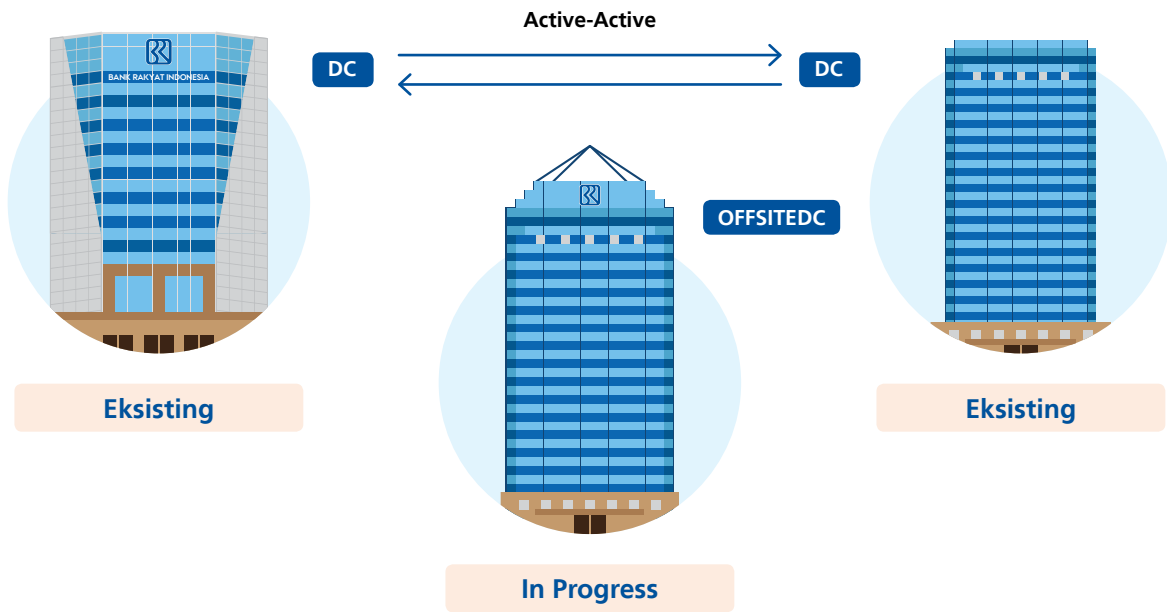 Active-Active
DC
DC
BANK RAKYAT INDONESIA
OFFSITEDC
Eksisting
Eksisting
In Progress